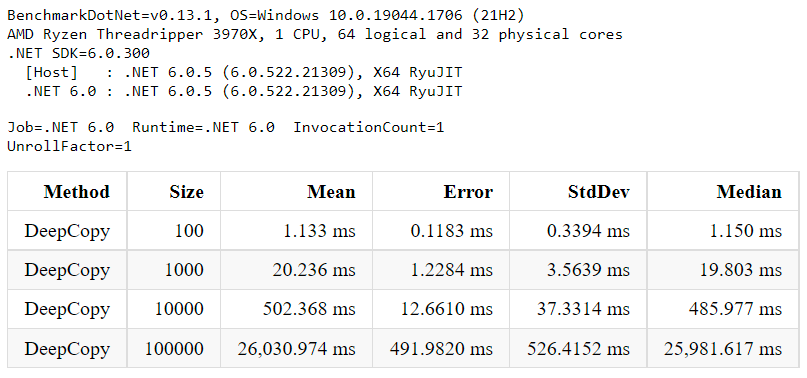 BenchmarkDotNet=v0.13.1, OS=Windows 10.0.19044.1706 (21H2)
AMD Ryzen Threadripper 3970X, 1 CPU, 64 logical and 32 physical cores
.NET SDK=6.0.300
  [Host]   : .NET 6.0.5 (6.0.522.21309), X64 RyuJIT
  .NET 6.0 : .NET 6.0.5 (6.0.522.21309), X64 RyuJIT

Job=.NET 6.0  Runtime=.NET 6.0  InvocationCount=1
UnrollFactor=1

Method Size Mean Error StdDev Median
DeepCopy 100 1.133 ms 0.1183 ms 0.3394 ms 1.150 ms
DeepCopy 1000 20.236 ms 1.2284 ms 3.5639 ms 19.803 ms
DeepCopy 10000 502.368 ms 12.6610 ms 37.3314 ms 485.977 ms
DeepCopy 100000 26,030.974 ms 491.9820 ms 526.4152 ms 25,981.617 ms